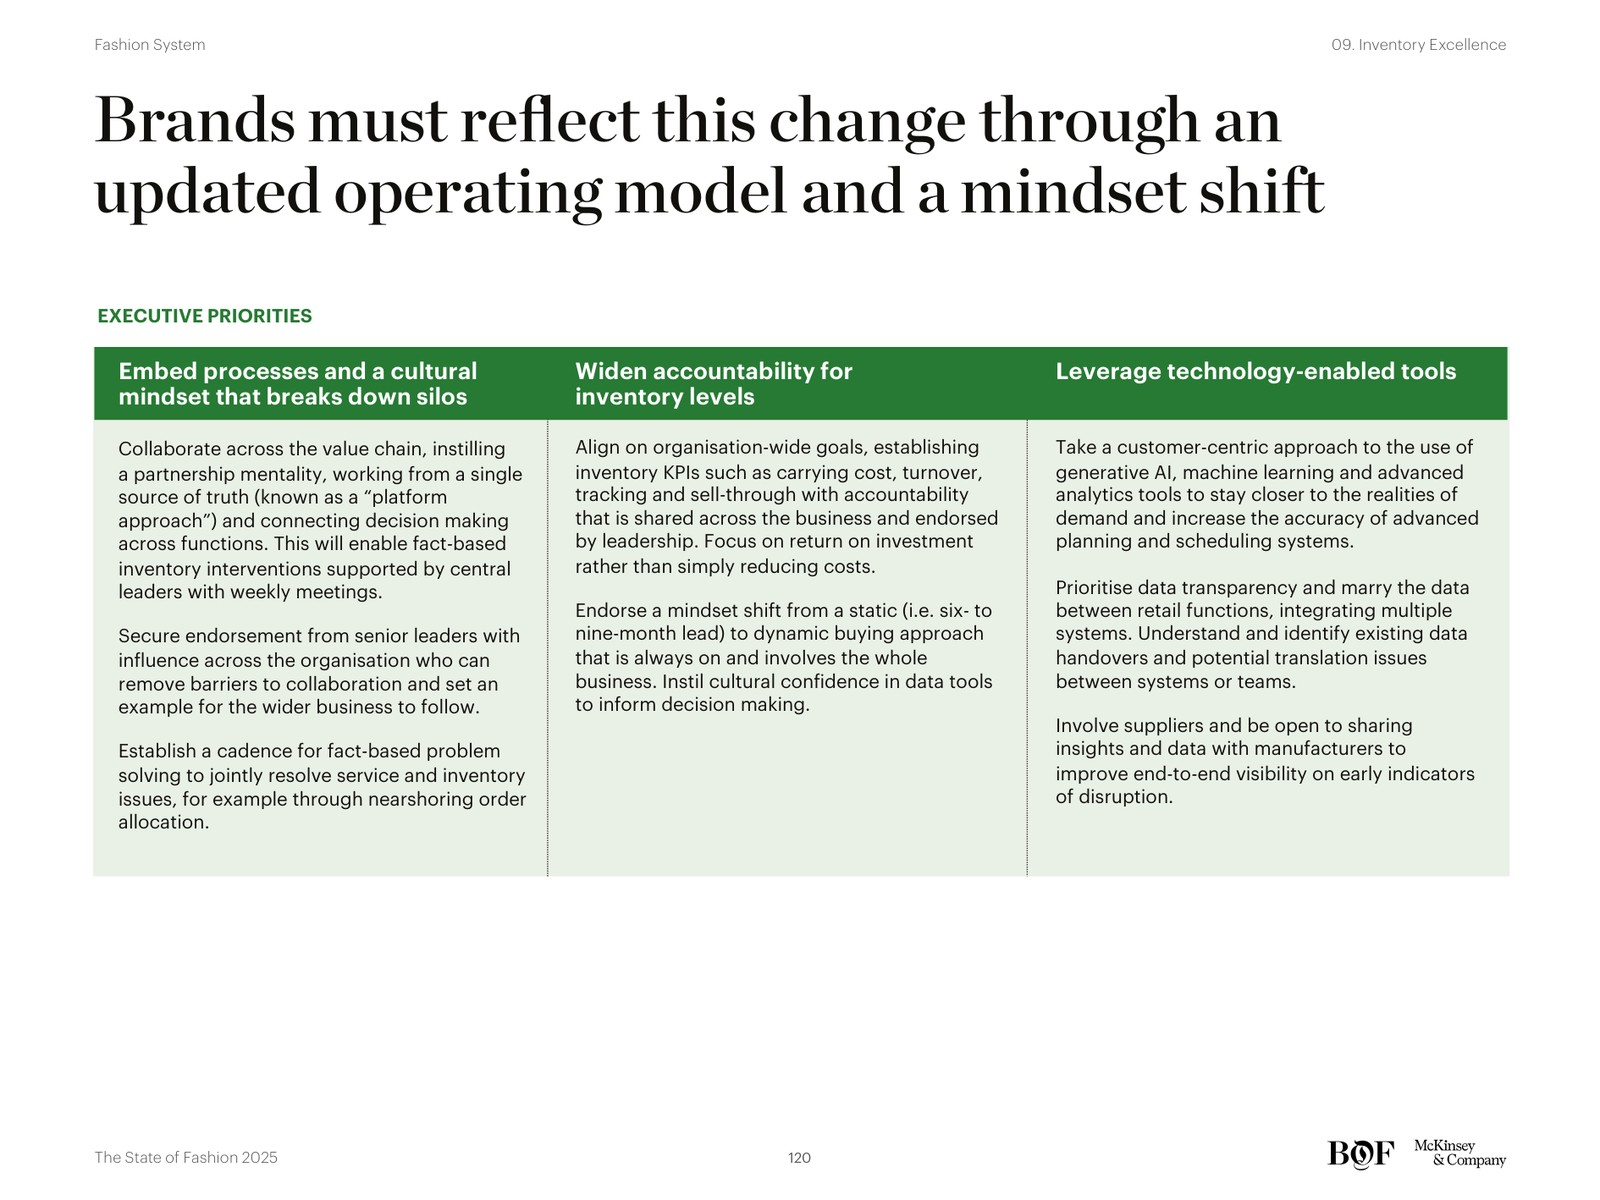 Fashion System
09. Inventory Excellence
Brands must reflect this change through an
updated operating model and a mindset shift
EXECUTIVE PRIORITIES
Embed processes and a cultural
mindset that breaks down silos
Collaborate across the value chain, instilling
a partnership mentality, working from a single
source of truth (known as a “platform
approach”) and connecting decision making
across functions. This will enable fact-based
inventory interventions supported by central
leaders with weekly meetings.
Secure endorsement from senior leaders with
influence across the organisation who can
remove barriers to collaboration and set an
example for the wider business to follow.
Establish a cadence for fact-based problem
solving to jointly resolve service and inventory
issues, for example through nearshoring order
allocation.
Widen accountability for
inventory levels
Align on organisation-wide goals, establishing
inventory KPIs such as carrying cost, turnover,
tracking and sell-through with accountability
that is shared across the business and endorsed
by leadership. Focus on return on investment
rather than simply reducing costs.
Endorse a mindset shift from a static (i.e. six- to
nine-month lead) to dynamic buying approach
that is always on and involves the whole
business. Instil cultural confidence in data tools
to inform decision making.
Leverage technology-enabled tools
Take a customer-centric approach to the use of
generative AI, machine learning and advanced
analytics tools to stay closer to the realities of
demand and increase the accuracy of advanced
planning and scheduling systems.
Prioritise data transparency and marry the data
between retail functions, integrating multiple
systems. Understand and identify existing data
handovers and potential translation issues
between systems or teams.
Involve suppliers and be open to sharing
insights and data with manufacturers to
improve end-to-end visibility on early indicators
of disruption.
The State of Fashion 2025
120
BOF
McKinsey
& Company